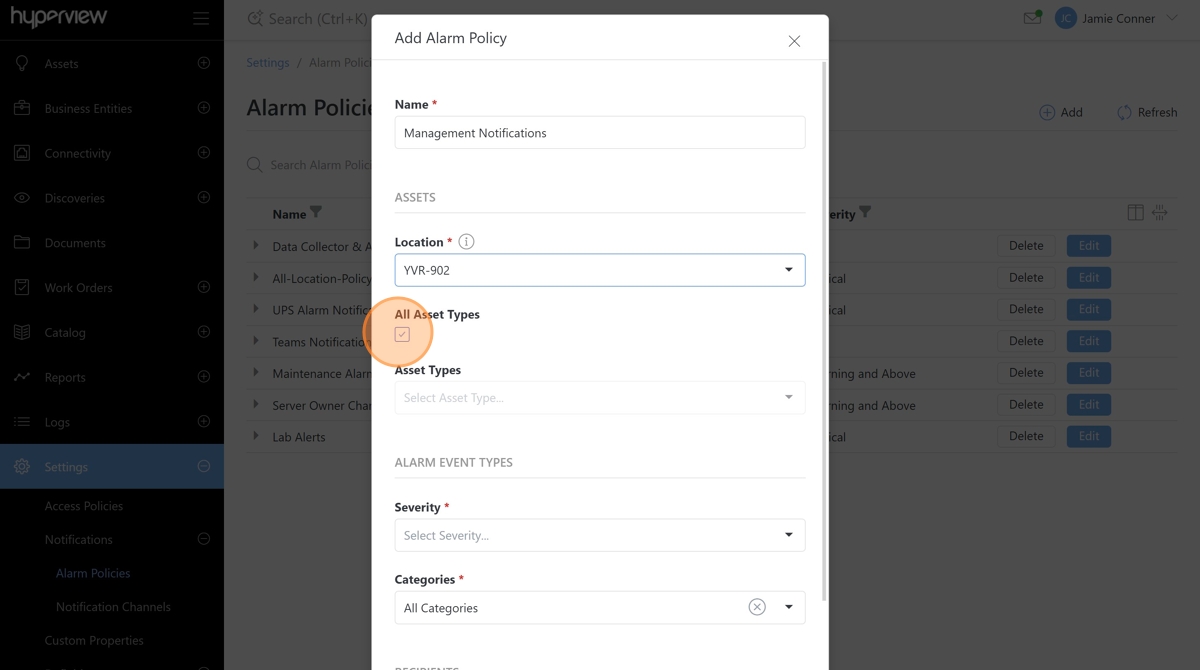 hyperview
Search (Ctrl+K)
JC
Jamie Conner
Assets
Business Entities
Connectivity
Discoveries
Documents
Work Orders
Catalog
Reports
Logs
Settings
Access Policies
Notifications
Alarm Policies
Notification Channels
Custom Properties
Settings / Alarm Polic
Alarm Policie
Add
Refresh
Search Alarm Polici
Name
erity
Data Collector & A
Delete
Edit
All-Location-Policy
ical
Delete
Edit
UPS Alarm Notific
ical
Delete
Edit
Teams Notification
ical
Delete
Edit
Maintenance Alarm
rning and Above
Delete
Edit
Server Owner Chan
rning and Above
Delete
Edit
Lab Alerts
ical
Delete
Edit
Add Alarm Policy
Name *
Management Notifications
ASSETS
Location *
YVR-902
All Asset Types
Asset Types
Select Asset Type...
ALARM EVENT TYPES
Severity *
Select Severity...
Categories *
All Categories
RECIPIENTS